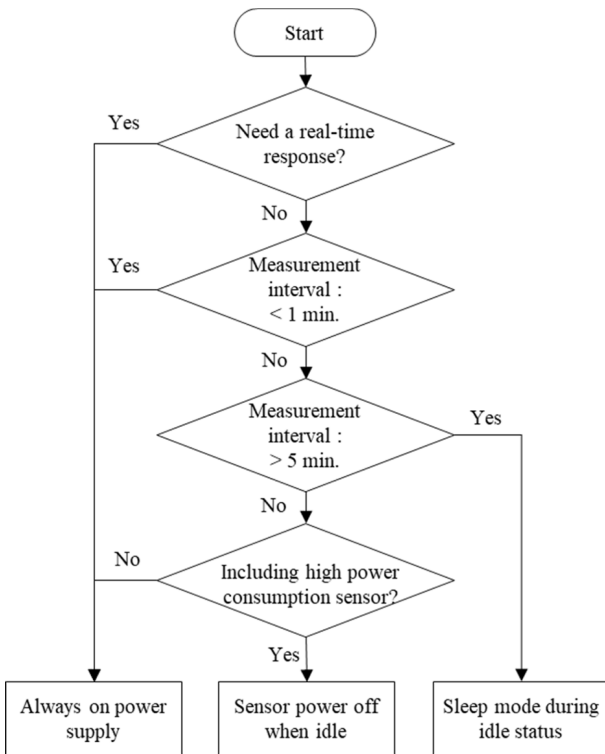 Start
Yes
Need a real-time
response?
No
Yes
Measurement
interval :
< 1 min.
No
Measurement
interval :
> 5 min.
Yes
No
No
Including high power
consumption sensor?
Yes
Always on power
supply
Sensor power off
when idle
Sleep mode during
idle status